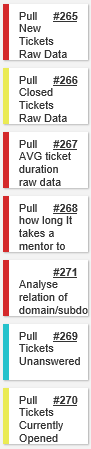 Pull #265
New
Tickets
Raw Data
Pull #266
Closed
Tickets
Raw Data
Pull #267
AVG ticket
duration
raw data
Pull #268
how long It
takes a
mentor to
#271
Analyse
relation of
domain/subdo
Pull #269
Tickets
Unanswered
Pull #270
Tickets
Currently
Opened